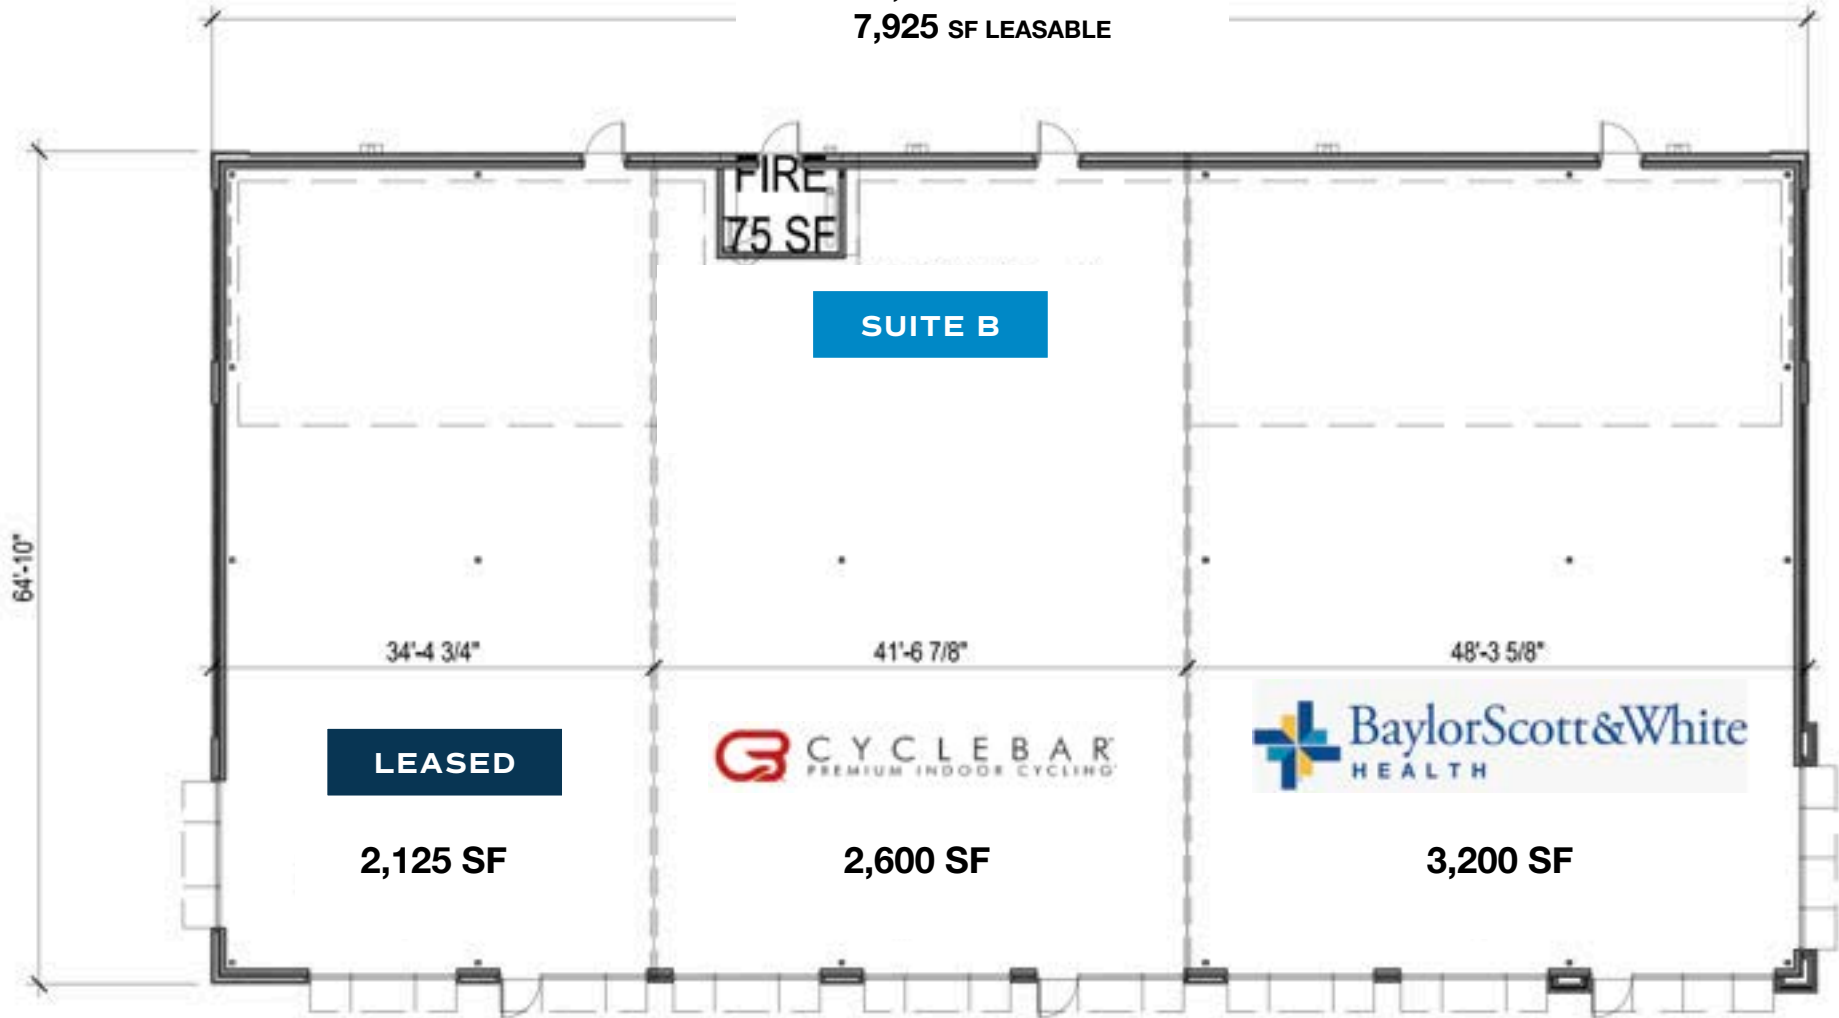 7,925 SF LEASABLE
FIRE
75 SF
SUITE B
64'-10"
34'-4 3/4"
41'-6 7/8"
48'-3 5/8"
LEASED
CYCLEBAR
PREMIUM INDOOR CYCLING
BaylorScott&White
HEALTH
2,125 SF
2,600 SF
3,200 SF